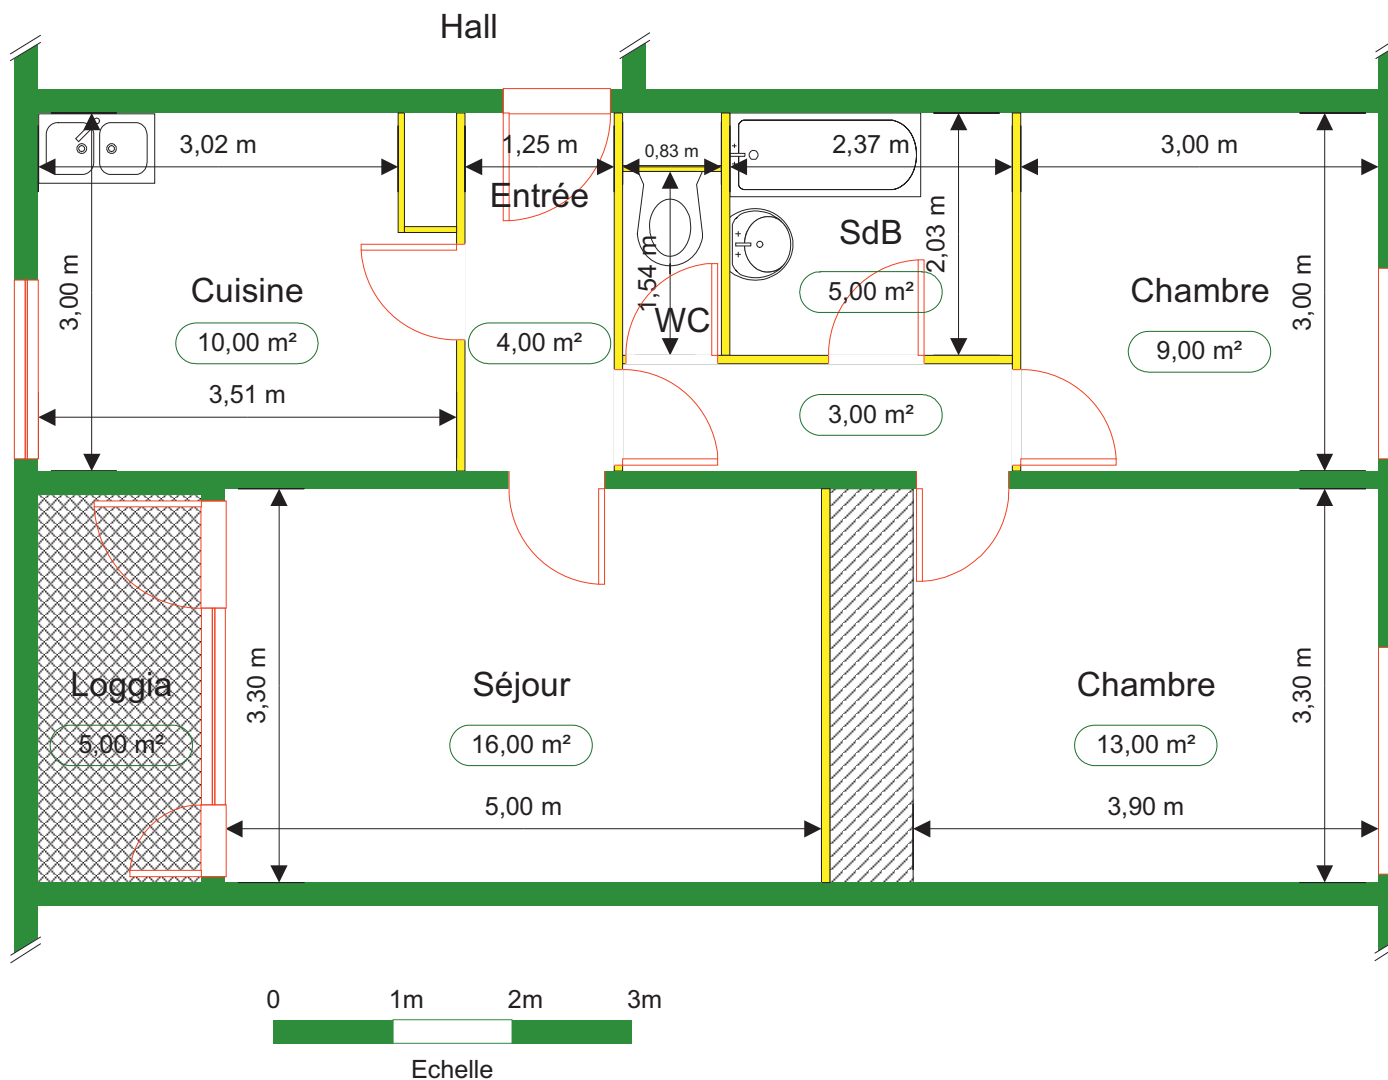 Hall
3,02 m
1,25 m
0,83 m
2,37 m
3,00 m
Entrée
SdB
2,03 m
3,00 m
Cuisine
1,54 m
5,00 m²
Chambre
3,00 m
10,00 m²
4,00 m²
WC
9,00 m²
3,51 m
3,00 m²
Loggia
3,30 m
Séjour
Chambre
3,30 m
5,00 m²
16,00 m²
13,00 m²
5,00 m
3,90 m
0 1m 2m 3m
Echelle